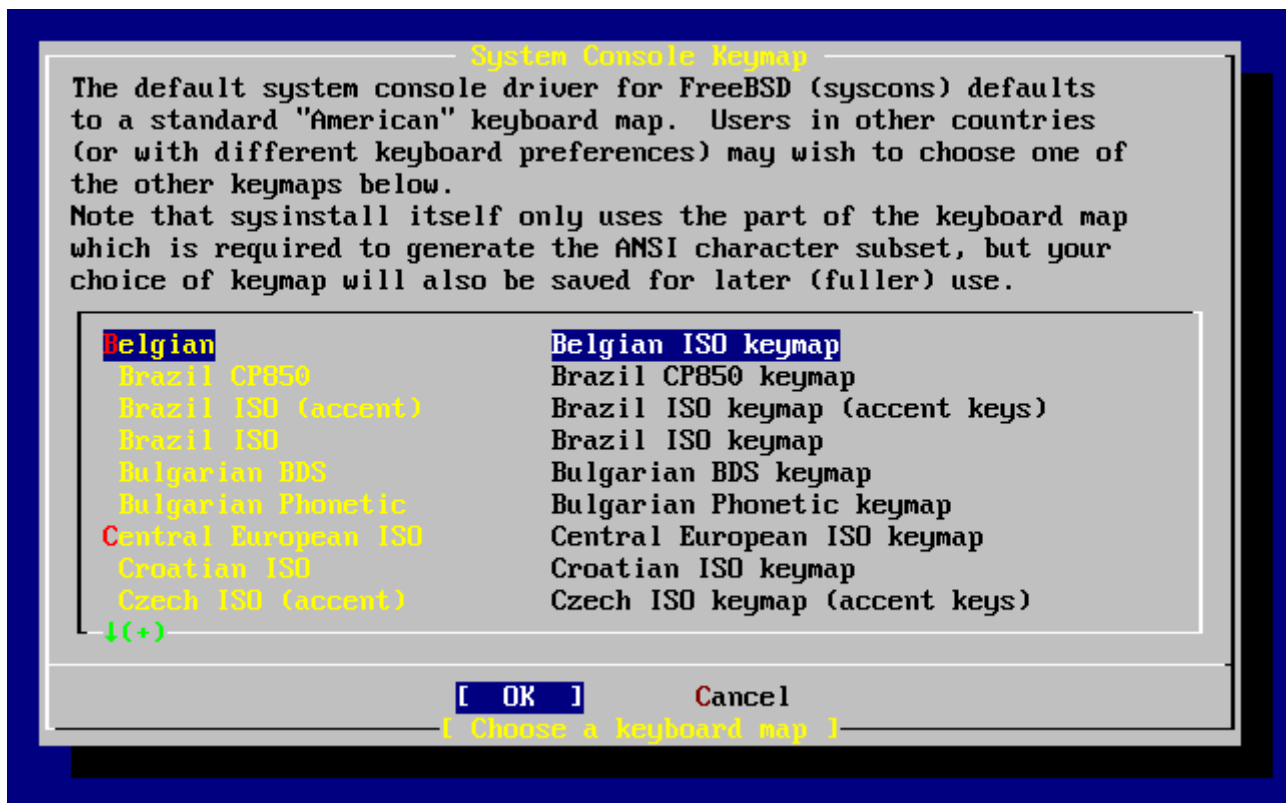 System Console Keymap
The default system console driver for FreeBSD (syscons) defaults
to a standard "American" keyboard map.  Users in other countries
(or with different keyboard preferences) may wish to choose one of
the other keymaps below.
Note that sysinstall itself only uses the part of the keyboard map
which is required to generate the ANSI character subset, but your
choice of keymap will also be saved for later (fuller) use.
Belgian Belgian ISO keymap
Brazil CP850 Brazil CP850 keymap
Brazil ISO (accent) Brazil ISO keymap (accent keys)
Brazil ISO Brazil ISO keymap
Bulgarian BDS Bulgarian BDS keymap
Bulgarian Phonetic Bulgarian Phonetic keymap
Central European ISO Central European ISO keymap
Croatian ISO Croatian ISO keymap
Czech ISO (accent) Czech ISO keymap (accent keys)
↓(+)
[ OK ] Cancel
[ Choose a keyboard map ]